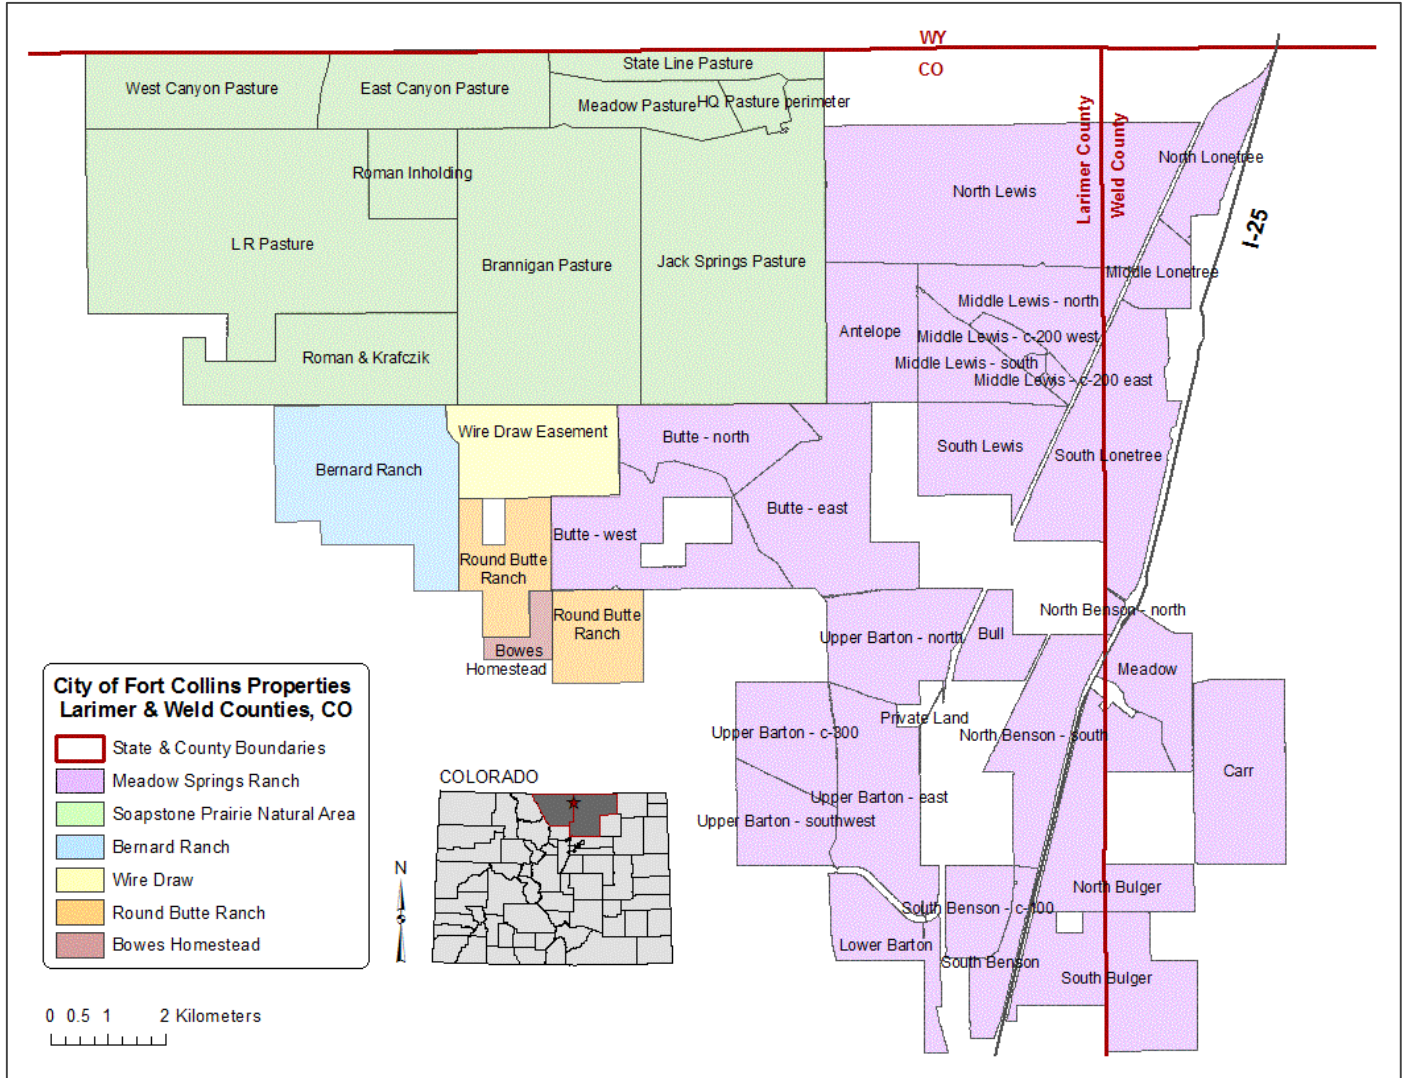 WY
CO
State Line Pasture
West Canyon Pasture
East Canyon Pasture
Meadow Pasture
HQ Pasture perimeter
Larimer County
Weld County
North Lonetree
Roman Inholding
North Lewis
I-25
L R Pasture
Brannigan Pasture
Jack Springs Pasture
Middle Lonetree
Middle Lewis - north
Antelope
Middle Lewis - c-200 west
Roman & Krafczik
Middle Lewis - south
Middle Lewis - c-200 east
Wire Draw Easement
Butte - north
South Lewis
South Lonetree
Bernard Ranch
Butte - east
Butte - west
Round Butte
Ranch
North Benson - north
Round Butte
Ranch
Upper Barton - north
Bull
Bowes
Homestead
Meadow
Private Land
Upper Barton - c-300
North Benson - south
Carr
Upper Barton - east
Upper Barton - southwest
North Bulger
South Benson - c-100
Lower Barton
South Benson
South Bulger
City of Fort Collins Properties
Larimer & Weld Counties, CO
State & County Boundaries
Meadow Springs Ranch
Soapstone Prairie Natural Area
Bernard Ranch
Wire Draw
Round Butte Ranch
Bowes Homestead
COLORADO
N
0 0.5 1 2 Kilometers